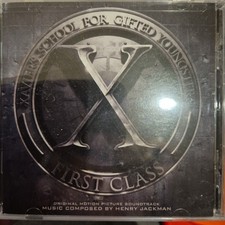 XAVIER'S SCHOOL FOR GIFTED YOUNGSTERS
X
FIRST CLASS
ORIGINAL MOTION PICTURE SOUNDTRACK
MUSIC COMPOSED BY HENRY JACKMAN